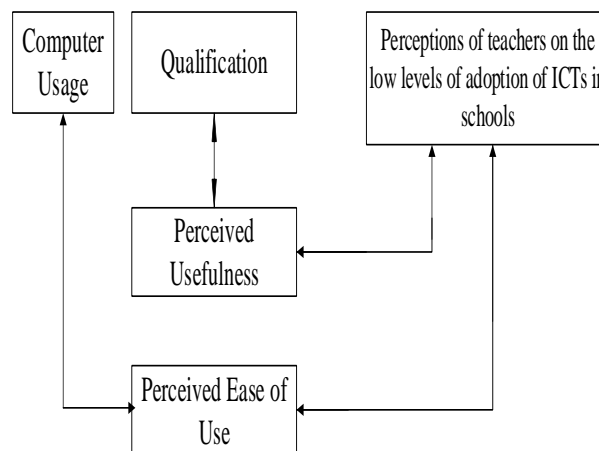 Computer
Usage
Qualification
Perceptions of teachers on the
low levels of adoption of ICTs in
schools
Perceived
Usefulness
Perceived Ease of
Use